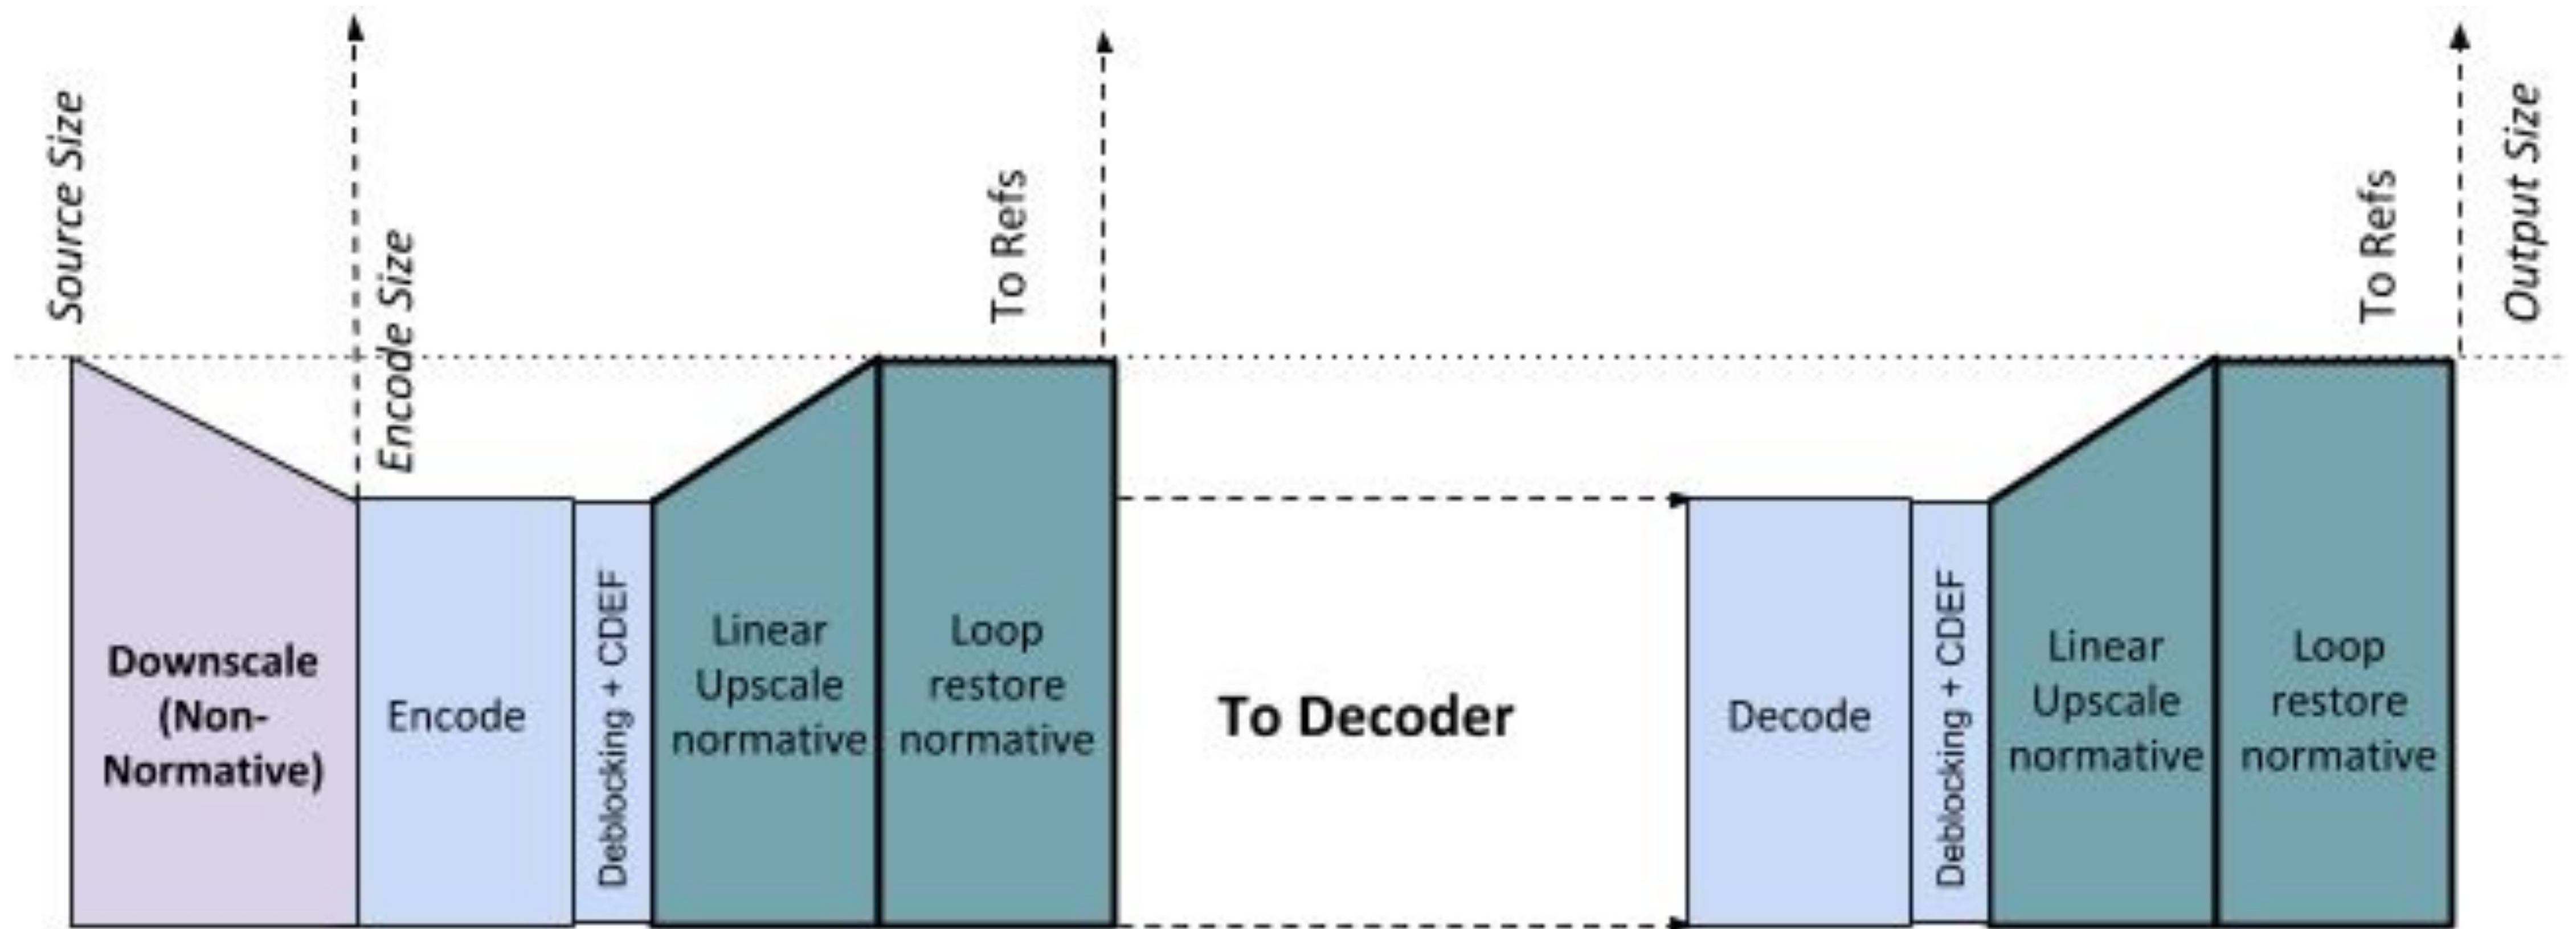 Source Size
Encode Size
To Refs
To Refs
Output Size
Downscale
(Non-
Normative)
Encode
Deblocking + CDEF
Linear
Upscale
normative
Loop
restore
normative
To Decoder
Decode
Deblocking + CDEF
Linear
Upscale
normative
Loop
restore
normative